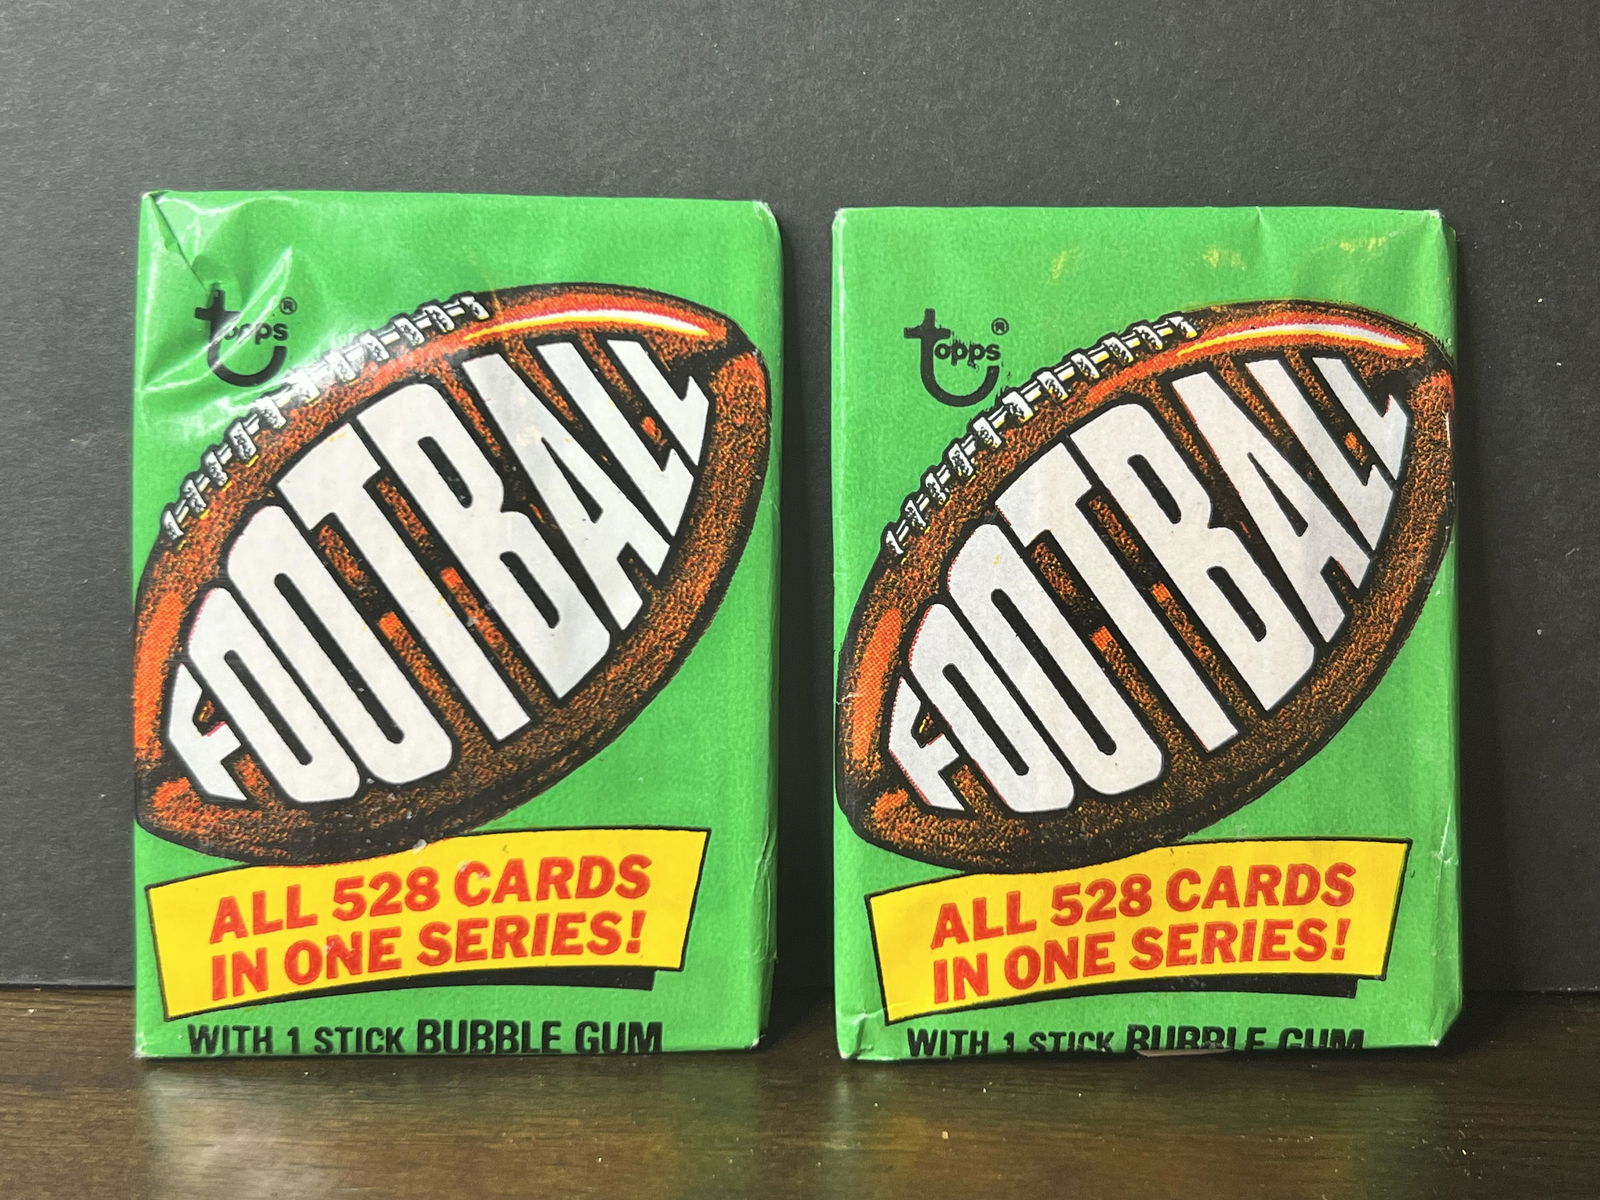 topps®
FOOTBALL
ALL 528 CARDS
IN ONE SERIES!
WITH 1 STICK BUBBLE GUM
topps®
FOOTBALL
ALL 528 CARDS
IN ONE SERIES!
WITH 1 STICK BUBBLE GUM